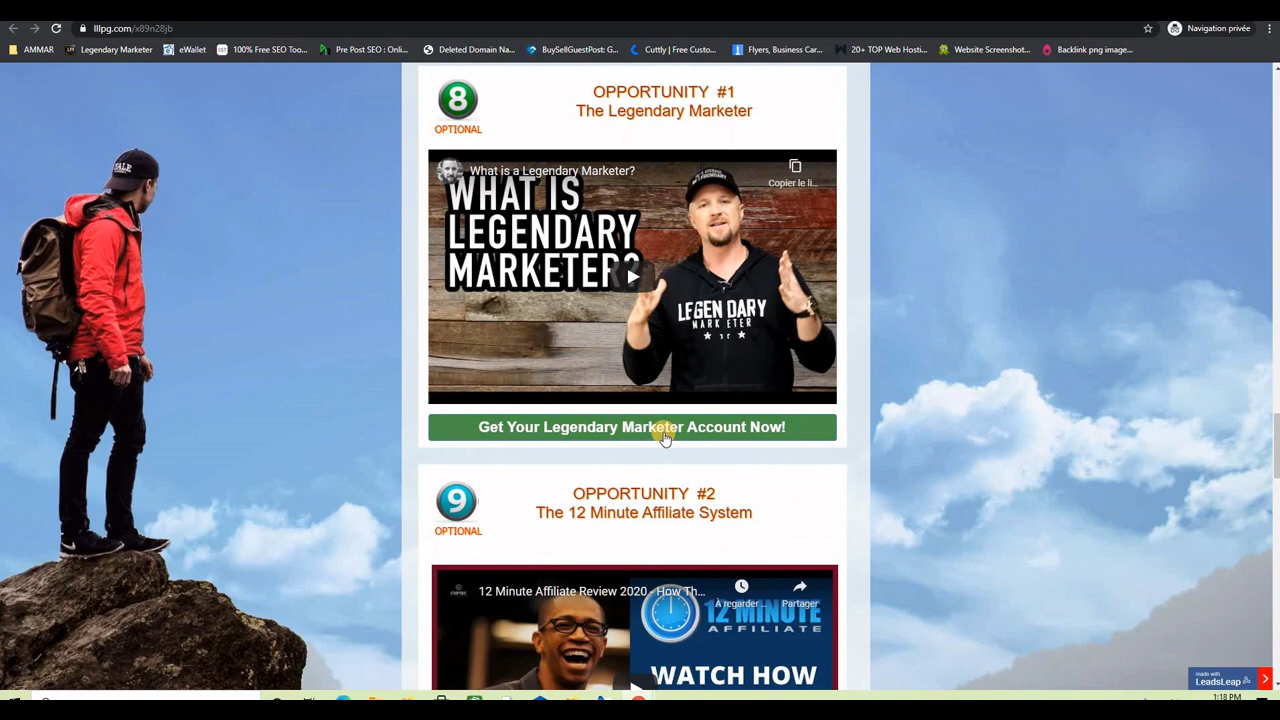 lllpg.com/x89n28jb
Navigation privée
AMMAR
Legendary Marketer
eWallet
100% Free SEO Too...
Pre Post SEO : Onli...
Deleted Domain Na...
BuySellGuestPost: G...
Cuttly | Free Custo...
Flyers, Business Car...
20+ TOP Web Hosti...
Website Screenshot...
Backlink png image...
8
OPTIONAL
OPPORTUNITY #1
The Legendary Marketer
What is a Legendary Marketer?
Copier le li...
WHAT IS
LEGENDARY
MARKETER?
LEGENDARY
MARKETER
YALE
Get Your Legendary Marketer Account Now!
9
OPTIONAL
OPPORTUNITY #2
The 12 Minute Affiliate System
12 Minute Affiliate Review 2020 - How Th...
À regarder ...
Partager
12 MINUTE
AFFILIATE
WATCH HOW
made with
LeadsLeap
1:18 PM